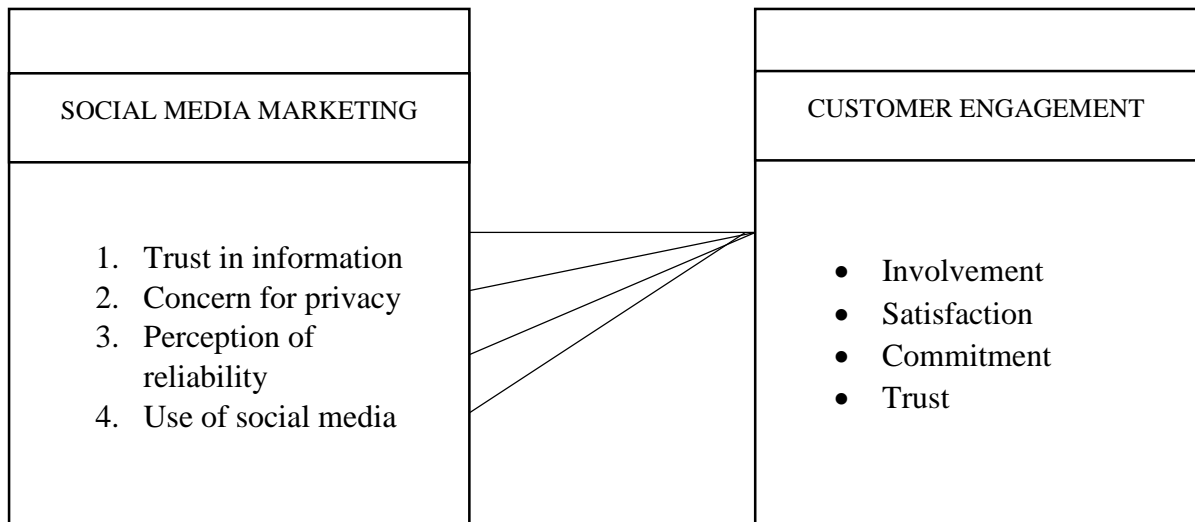 SOCIAL MEDIA MARKETING
1. Trust in information
2. Concern for privacy
3. Perception of
reliability
4. Use of social media
CUSTOMER ENGAGEMENT
• Involvement
• Satisfaction
• Commitment
• Trust